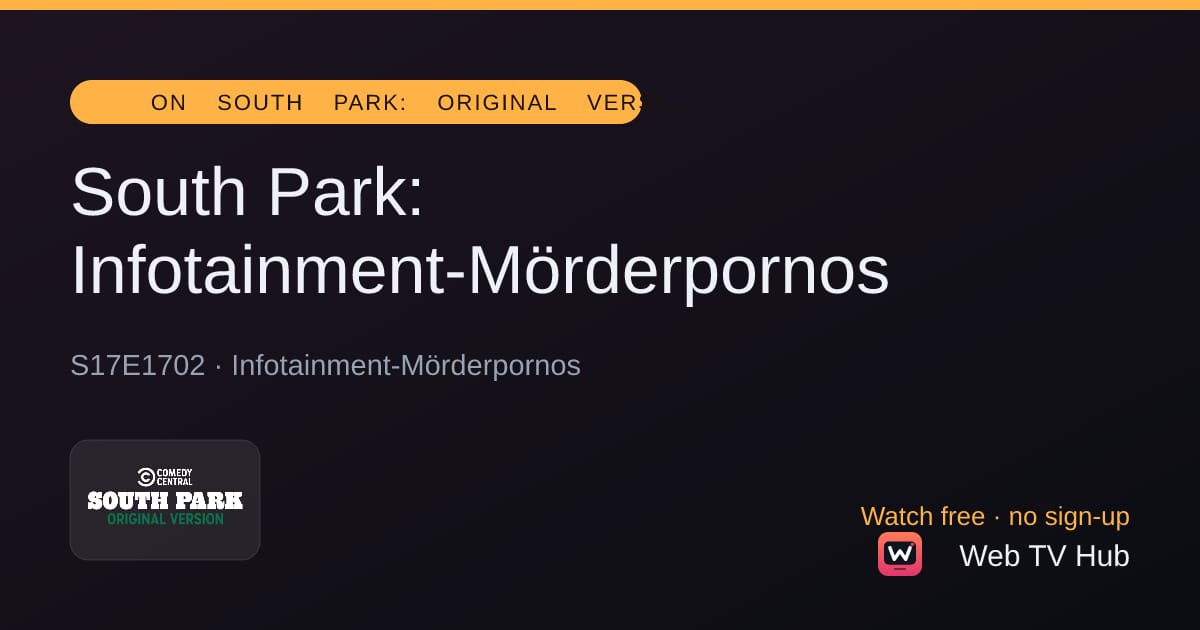 ON SOUTH PARK: ORIGINAL VERS
South Park:
Infotainment-Mörderpornos
S17E1702 · Infotainment-Mörderpornos
COMEDY
CENTRAL
SOUTH PARK
ORIGINAL VERSION
Watch free · no sign-up
W Web TV Hub